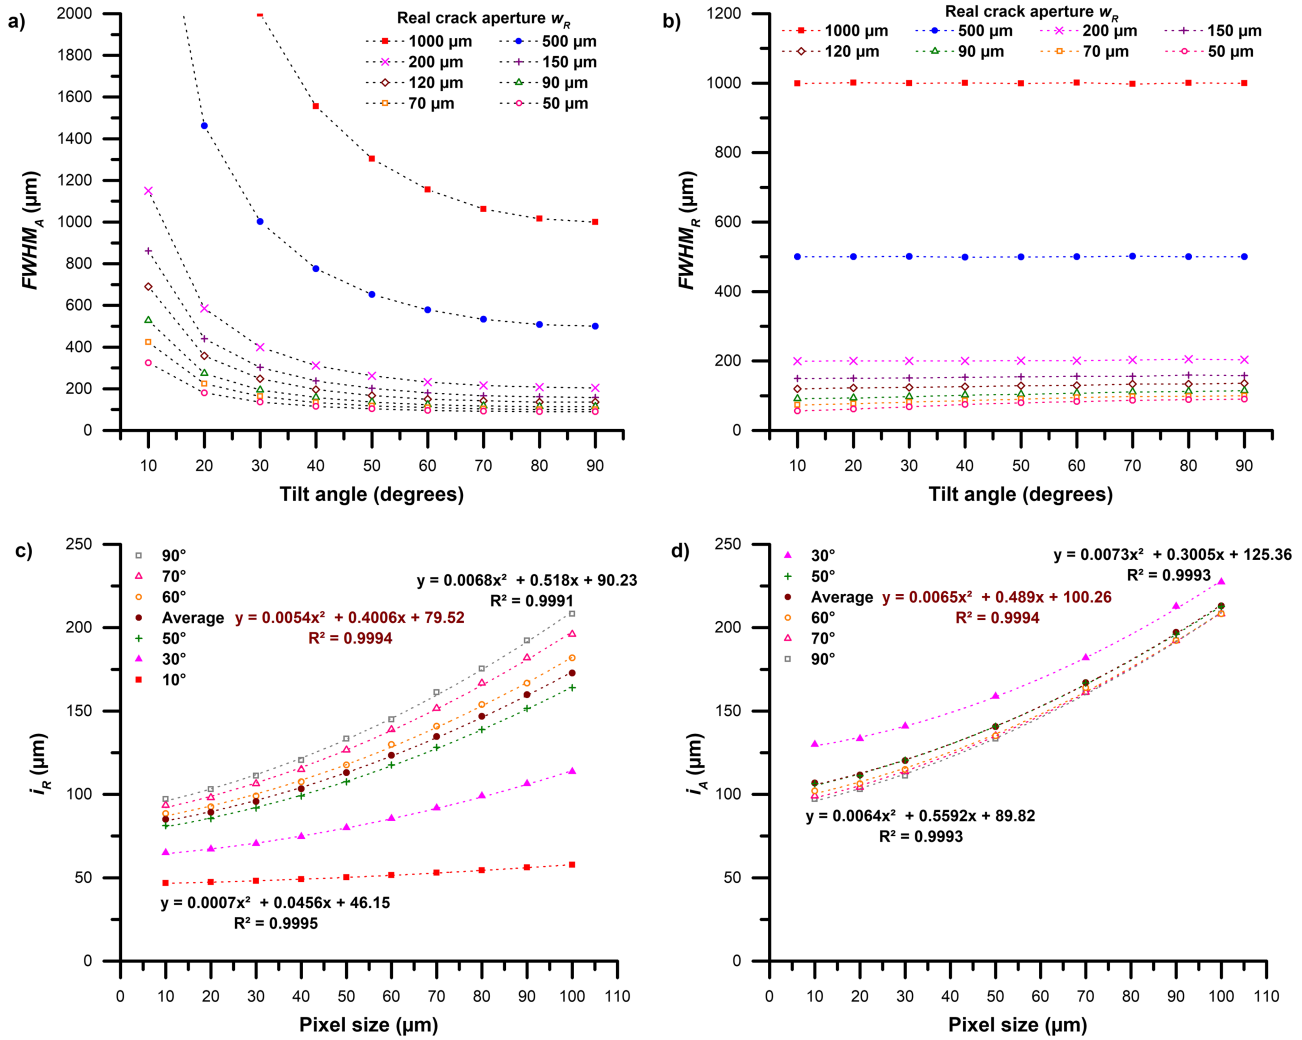 a)
Real crack aperture wR
1000 µm
500 µm
200 µm
150 µm
120 µm
90 µm
70 µm
50 µm
2000
1800
1600
1400
1200
1000
800
600
400
200
0
FWHMA (µm)
10 20 30 40 50 60 70 80 90
Tilt angle (degrees)
b)
Real crack aperture wR
1000 µm 500 µm 200 µm 150 µm
120 µm 90 µm 70 µm 50 µm
1200
1000
800
600
400
200
0
FWHMR (µm)
10 20 30 40 50 60 70 80 90
Tilt angle (degrees)
c)
90°
70°
60°
Average
50°
30°
10°
y = 0.0068x² + 0.518x + 90.23
R² = 0.9991
y = 0.0054x² + 0.4006x + 79.52
R² = 0.9994
y = 0.0007x² + 0.0456x + 46.15
R² = 0.9995
250
200
150
100
50
0
iR (µm)
0 10 20 30 40 50 60 70 80 90 100 110
Pixel size (µm)
d)
30°
50°
Average
60°
70°
90°
y = 0.0073x² + 0.3005x + 125.36
R² = 0.9993
y = 0.0065x² + 0.489x + 100.26
R² = 0.9994
y = 0.0064x² + 0.5592x + 89.82
R² = 0.9993
250
200
150
100
50
0
iA (µm)
0 10 20 30 40 50 60 70 80 90 100 110
Pixel size (µm)